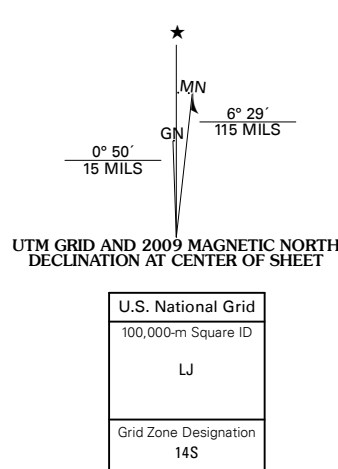 ★
MN
GN
6° 29´
115 MILS
0° 50´
15 MILS
UTM GRID AND 2009 MAGNETIC NORTH
DECLINATION AT CENTER OF SHEET
U.S. National Grid
100,000-m Square ID
LJ
Grid Zone Designation
14S